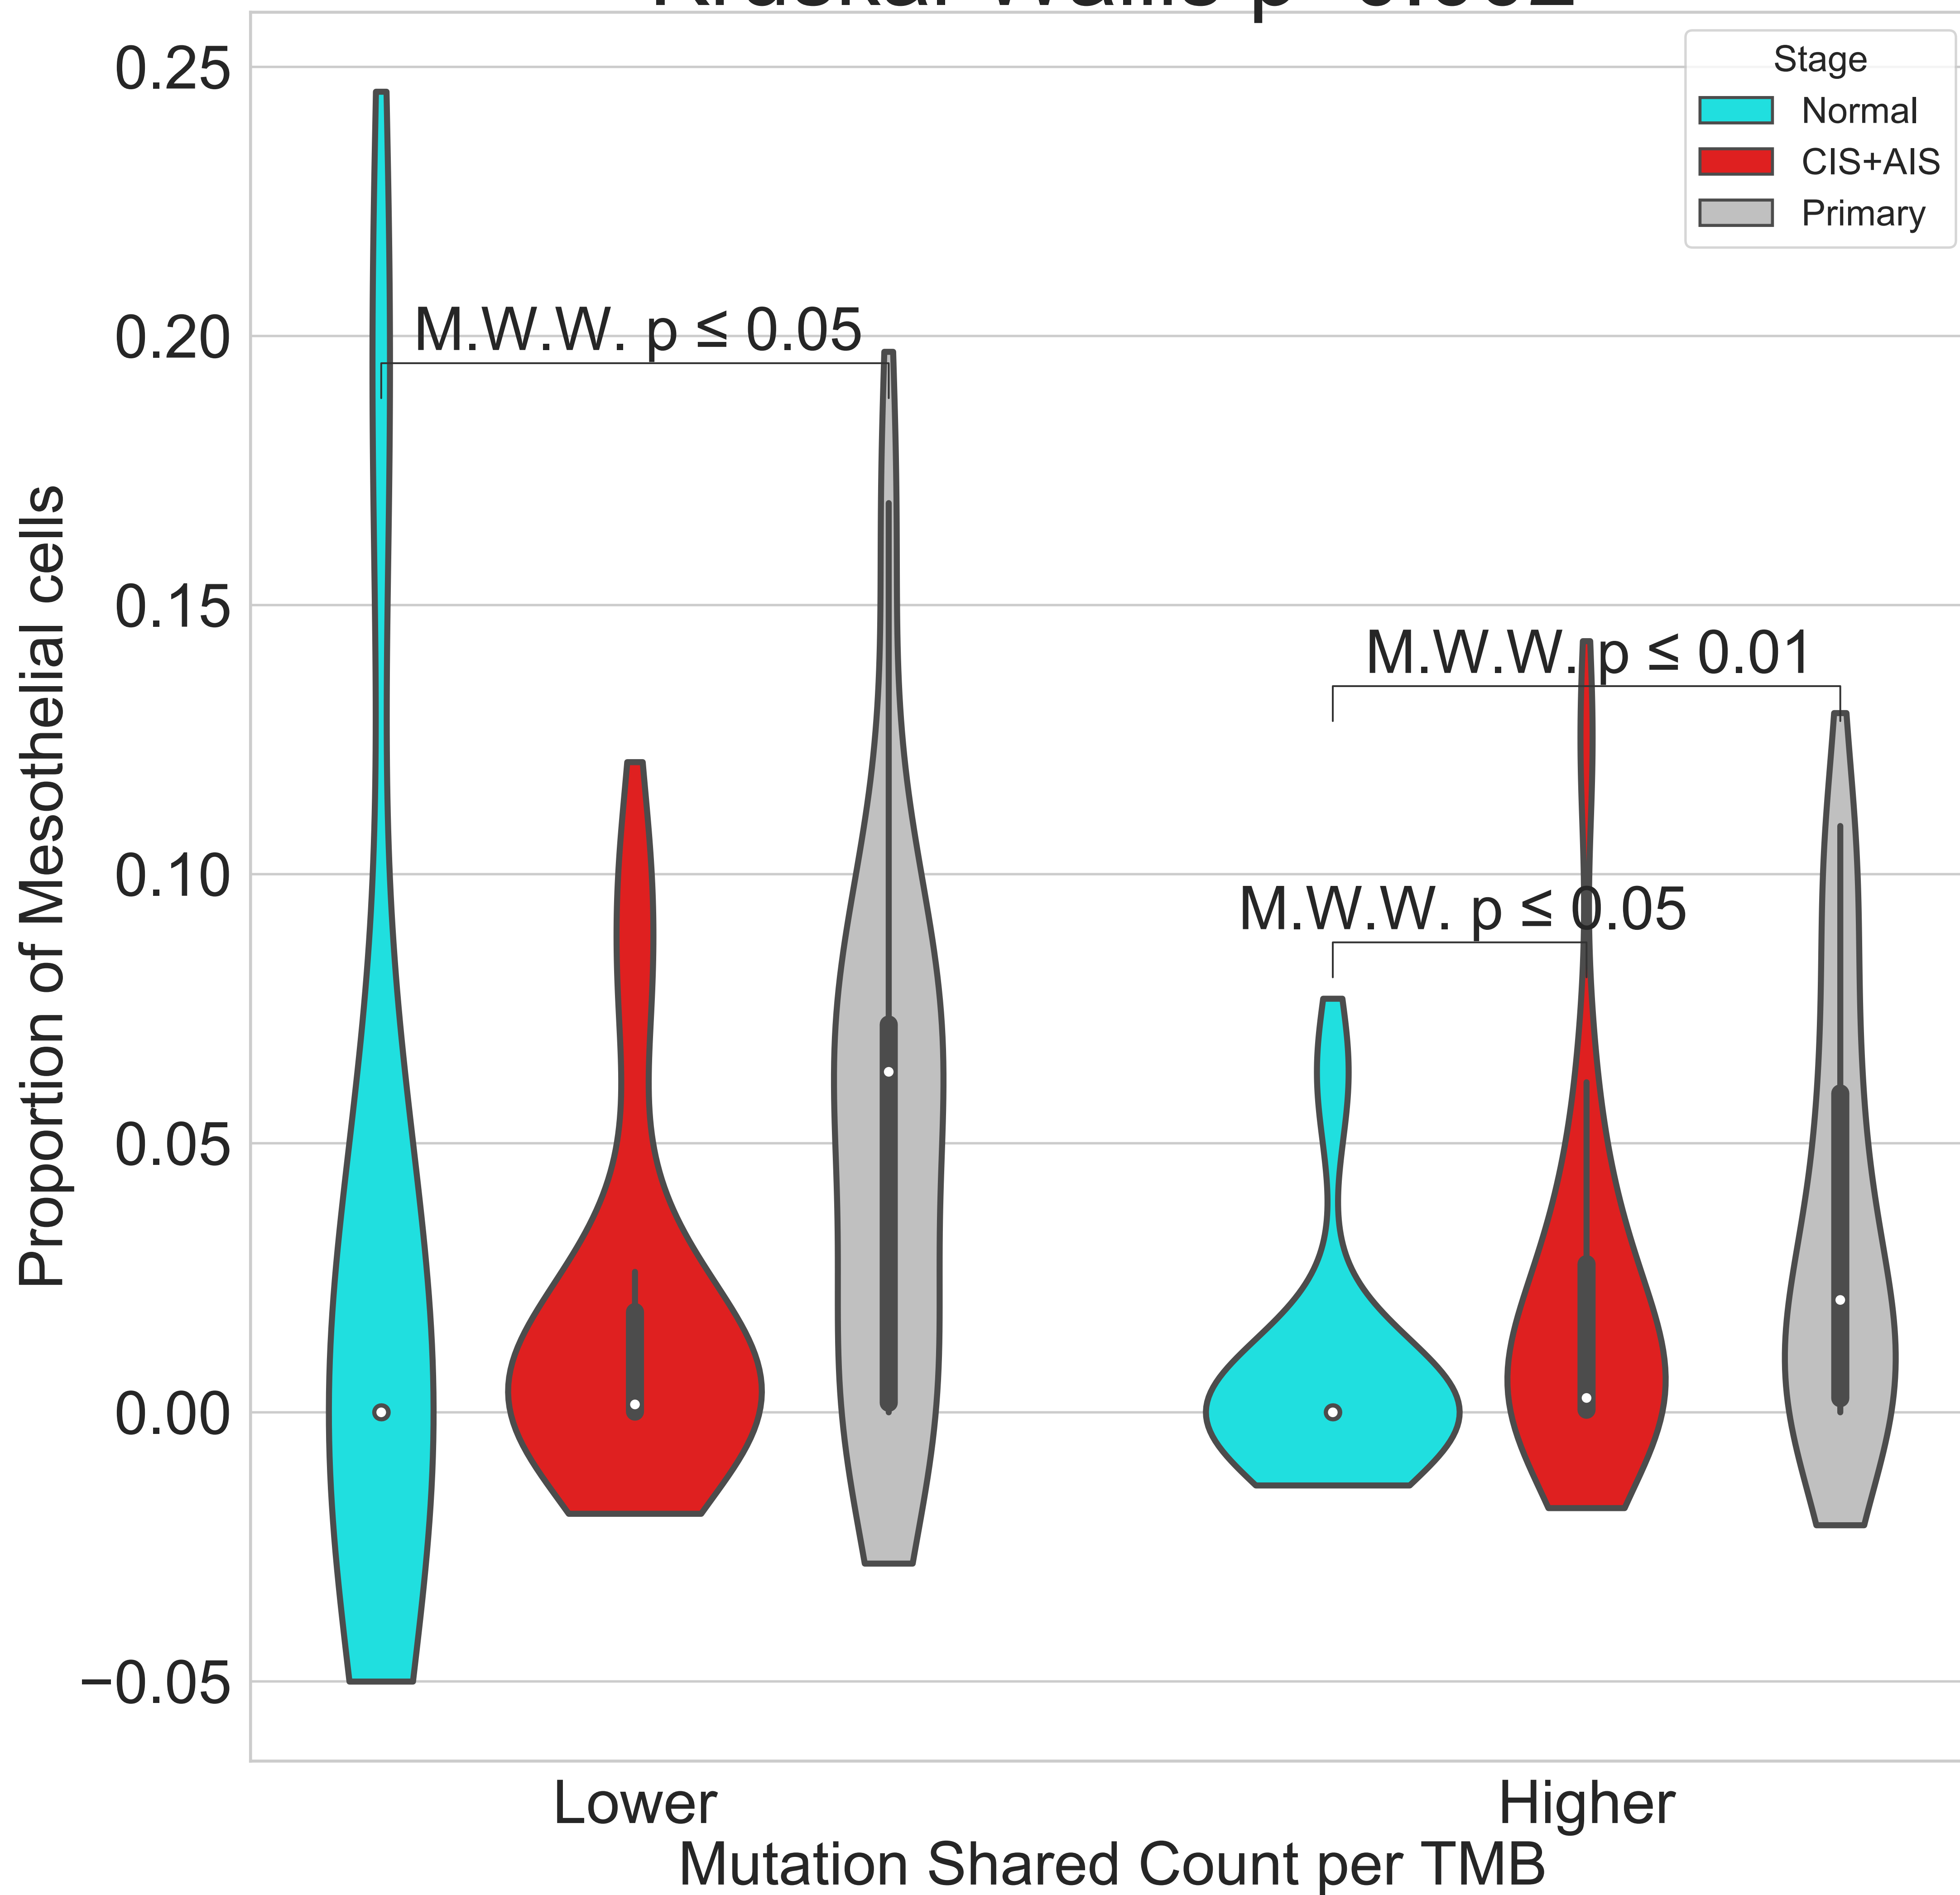 0.25
0.20
0.15
0.10
0.05
0.00
−0.05
Proportion of Mesothelial cells
Stage
Normal
CIS+AIS
Primary
M.W.W. p ≤ 0.05
M.W.W. p ≤ 0.01
M.W.W. p ≤ 0.05
Lower
Higher
Mutation Shared Count per TMB